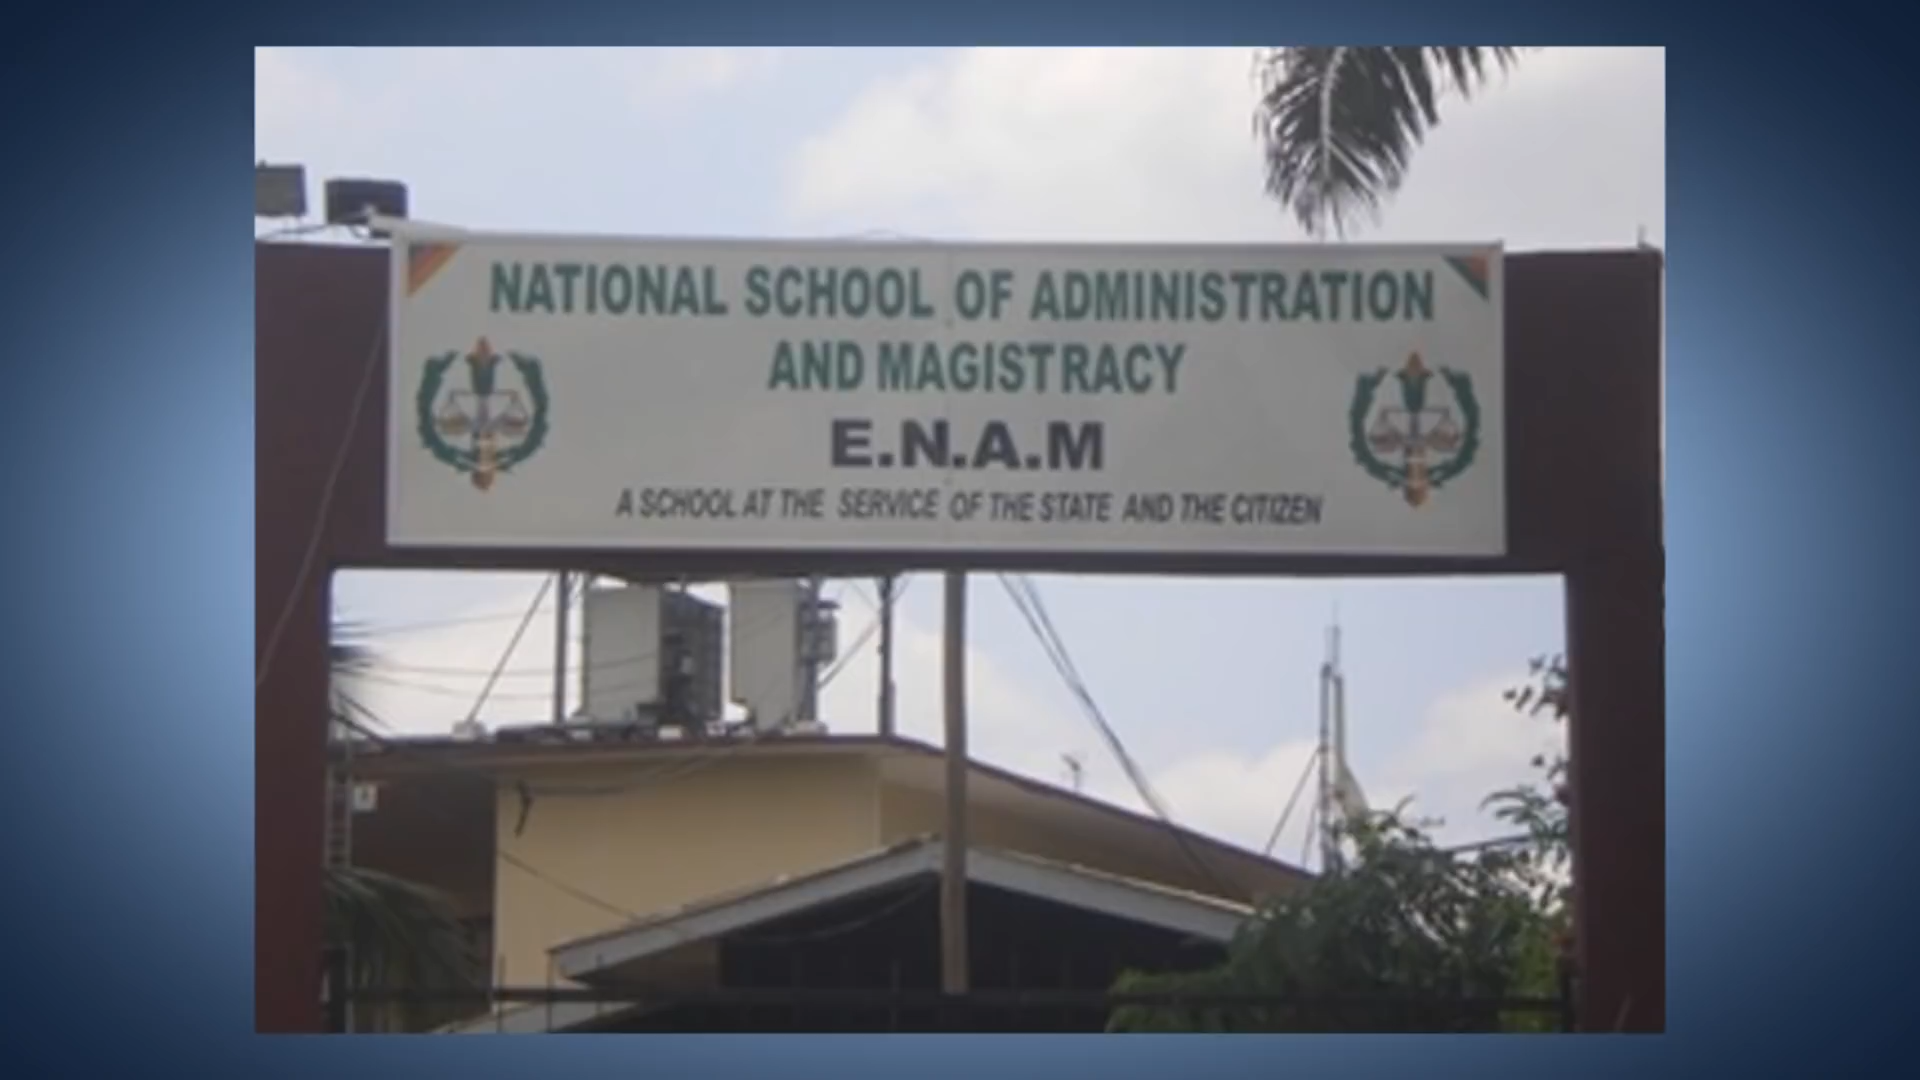 NATIONAL SCHOOL OF ADMINISTRATION
AND MAGISTRACY
E.N.A.M
A SCHOOL AT THE SERVICE OF THE STATE AND THE CITIZEN